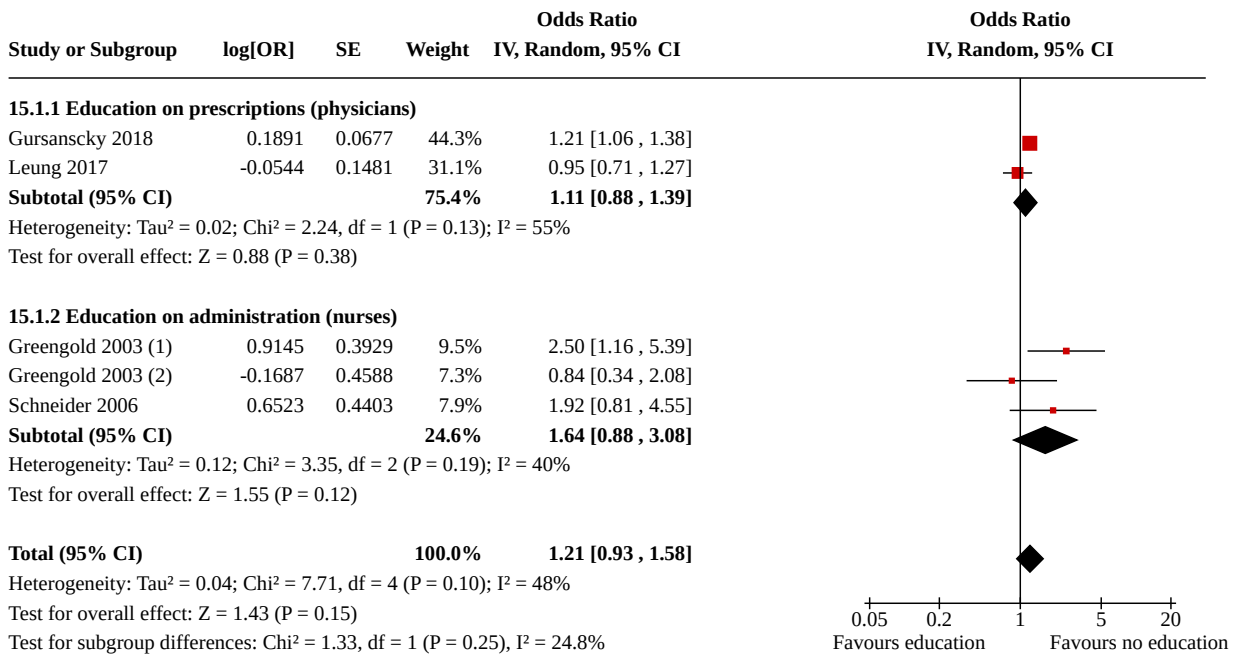 Odds Ratio Odds Ratio
Study or Subgroup log[OR] SE Weight IV, Random, 95% CI IV, Random, 95% CI
15.1.1 Education on prescriptions (physicians)
Gursanscky 2018 0.1891 0.0677 44.3% 1.21 [1.06 , 1.38]
Leung 2017 -0.0544 0.1481 31.1% 0.95 [0.71 , 1.27]
Subtotal (95% CI) 75.4% 1.11 [0.88 , 1.39]
Heterogeneity: Tau² = 0.02; Chi² = 2.24, df = 1 (P = 0.13); I² = 55%
Test for overall effect: Z = 0.88 (P = 0.38)
15.1.2 Education on administration (nurses)
Greengold 2003 (1) 0.9145 0.3929 9.5% 2.50 [1.16 , 5.39]
Greengold 2003 (2) -0.1687 0.4588 7.3% 0.84 [0.34 , 2.08]
Schneider 2006 0.6523 0.4403 7.9% 1.92 [0.81 , 4.55]
Subtotal (95% CI) 24.6% 1.64 [0.88 , 3.08]
Heterogeneity: Tau² = 0.12; Chi² = 3.35, df = 2 (P = 0.19); I² = 40%
Test for overall effect: Z = 1.55 (P = 0.12)
Total (95% CI) 100.0% 1.21 [0.93 , 1.58]
Heterogeneity: Tau² = 0.04; Chi² = 7.71, df = 4 (P = 0.10); I² = 48%
Test for overall effect: Z = 1.43 (P = 0.15) 0.05 0.2 1 5 20
Test for subgroup differences: Chi² = 1.33, df = 1 (P = 0.25), I² = 24.8% Favours education Favours no education